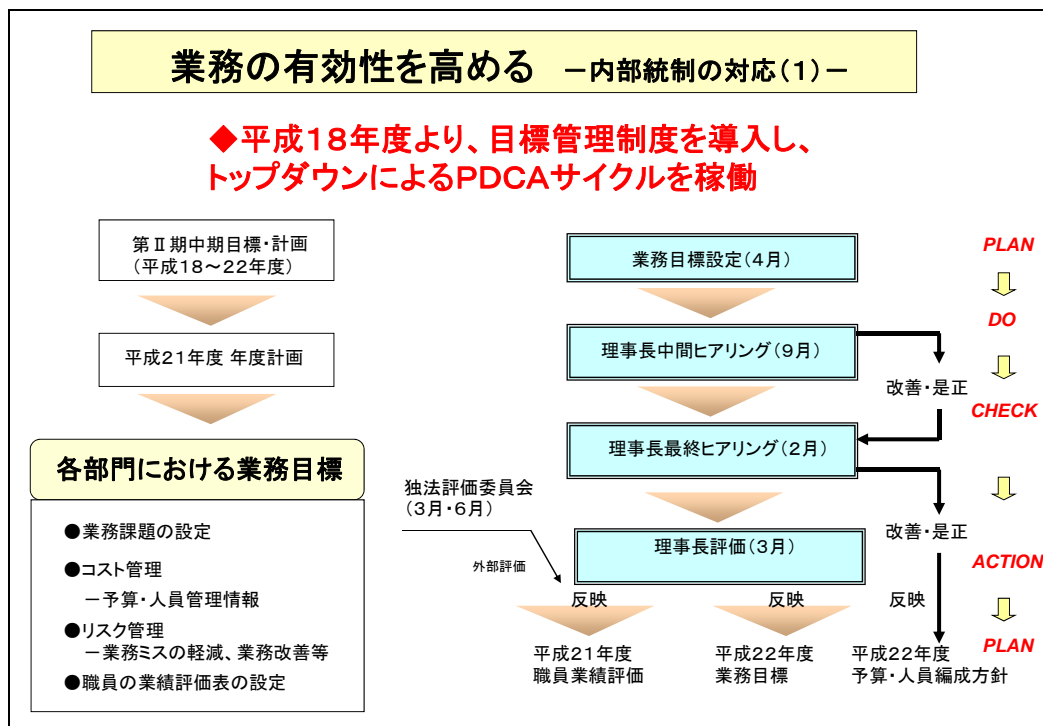 業務の有効性を高める －内部統制の対応（１）－
◆平成１８年度より、目標管理制度を導入し、
トップダウンによるＰＤＣＡサイクルを稼働
第Ⅱ期中期目標・計画
（平成１８～２２年度）
平成２１年度 年度計画
各部門における業務目標
●業務課題の設定
●コスト管理
－予算・人員管理情報
●リスク管理
－業務ミスの軽減、業務改善等
●職員の業績評価表の設定
業務目標設定（４月）
理事長中間ヒアリング（９月）
改善・是正
理事長最終ヒアリング（２月）
独法評価委員会
（３月・６月）
外部評価
改善・是正
理事長評価（３月）
反映
反映
反映
平成２１年度
職員業績評価
平成２２年度
業務目標
平成２２年度
予算・人員編成方針
PLAN
DO
CHECK
ACTION
PLAN